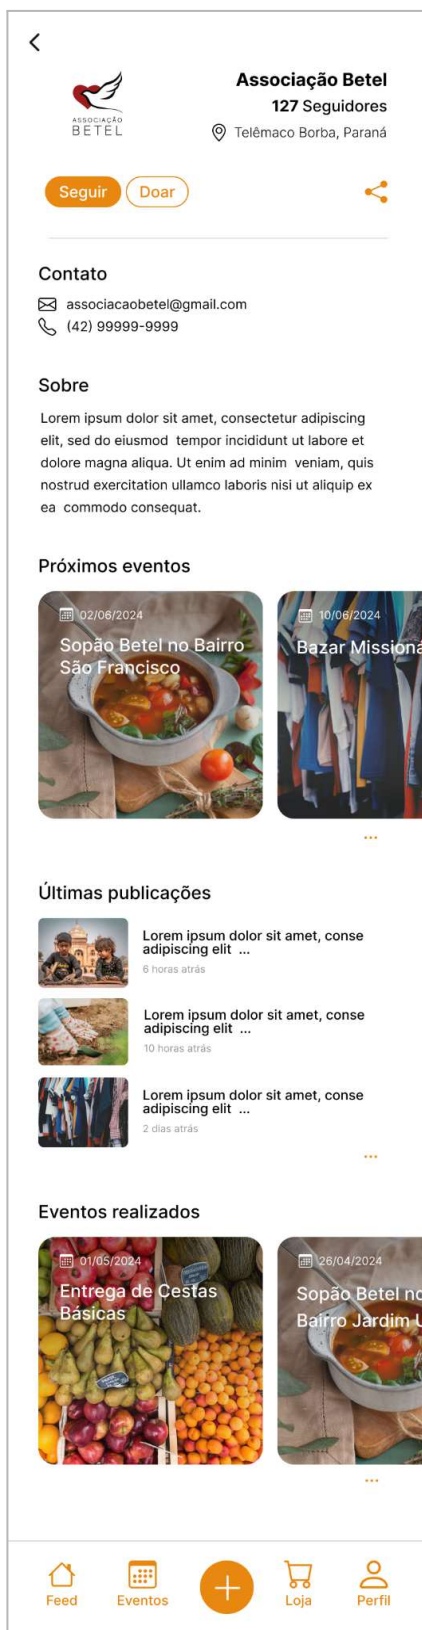 ASSOCIAÇÃO
BETEL
Associação Betel
127 Seguidores
Telêmaco Borba, Paraná
Seguir
Doar
Contato
associacaobetel@gmail.com
(42) 99999-9999
Sobre
Lorem ipsum dolor sit amet, consectetur adipiscing
elit, sed do eiusmod tempor incididunt ut labore et
dolore magna aliqua. Ut enim ad minim veniam, quis
nostrud exercitation ullamco laboris nisi ut aliquip ex
ea commodo consequat.
Próximos eventos
02/06/2024
Sopão Betel no Bairro
São Francisco
10/06/2024
Bazar Missioná
...
Últimas publicações
Lorem ipsum dolor sit amet, conse
adipiscing elit ...
6 horas atrás
Lorem ipsum dolor sit amet, conse
adipiscing elit ...
10 horas atrás
Lorem ipsum dolor sit amet, conse
adipiscing elit ...
2 dias atrás
...
Eventos realizados
01/05/2024
Entrega de Cestas
Básicas
26/04/2024
Sopão Betel no
Bairro Jardim U
...
Feed
Eventos
Loja
Perfil